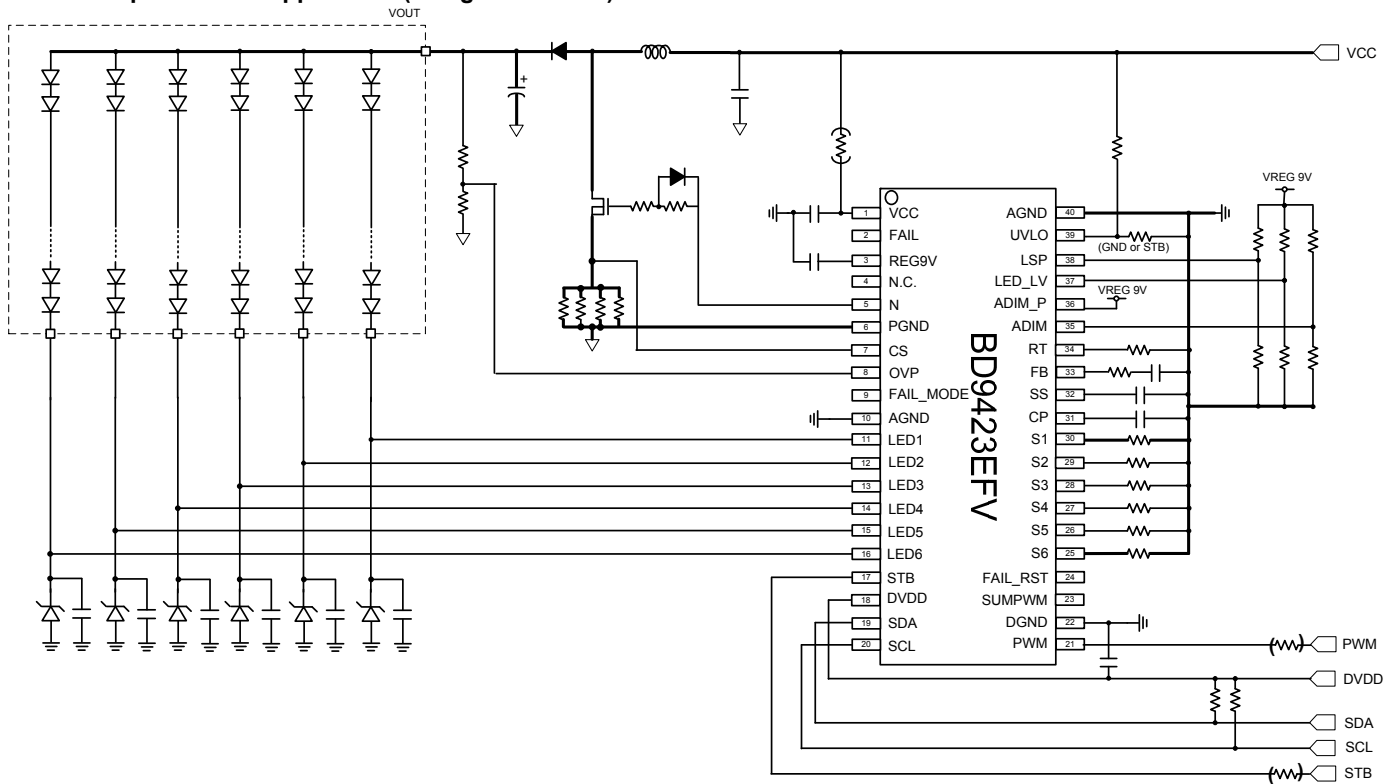 VOUT
+
VCC
VREG 9V
1 VCC
2 FAIL
3 REG9V
4 N.C.
5 N
6 PGND
7 CS
8 OVP
9 FAIL_MODE
10 AGND
11 LED1
12 LED2
13 LED3
14 LED4
15 LED5
16 LED6
17 STB
18 DVDD
19 SDA
20 SCL
BD9423EFV
AGND 40
UVLO 39
(GND or STB)
LSP 38
LED_LV 37
VREG 9V
ADIM_P 36
ADIM 35
RT 34
FB 33
SS 32
CP 31
S1 30
S2 29
S3 28
S4 27
S5 26
S6 25
FAIL_RST 24
SUMPWM 23
DGND 22
PWM 21
PWM
DVDD
SDA
SCL
STB